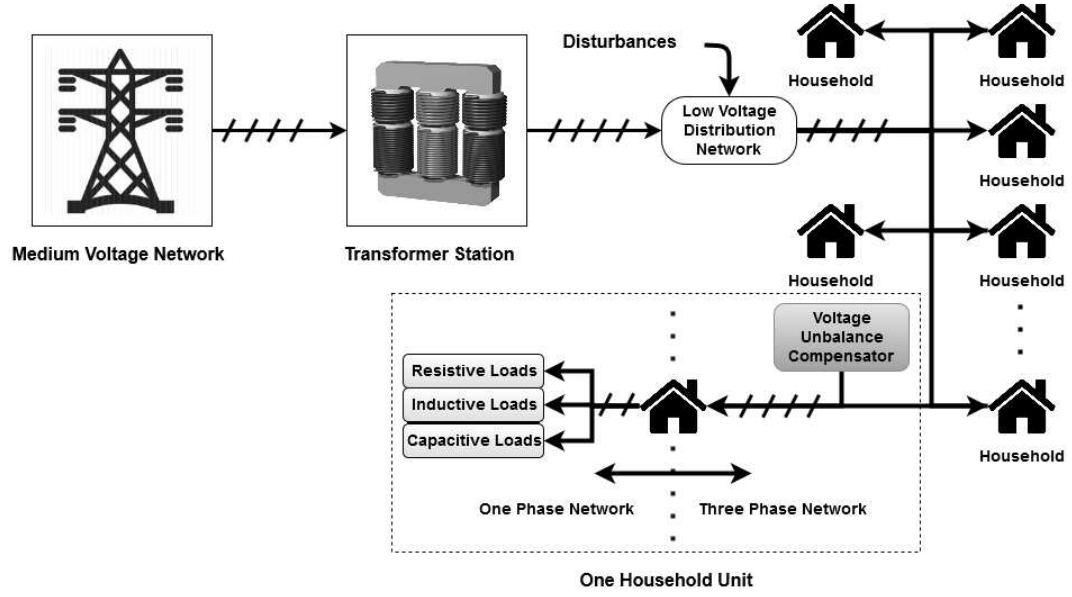 Disturbances
Household
Household
Low Voltage
Distribution
Network
Household
Medium Voltage Network
Transformer Station
Household
Household
Voltage
Unbalance
Compensator
Resistive Loads
Inductive Loads
Capacitive Loads
Household
One Phase Network
Three Phase Network
One Household Unit